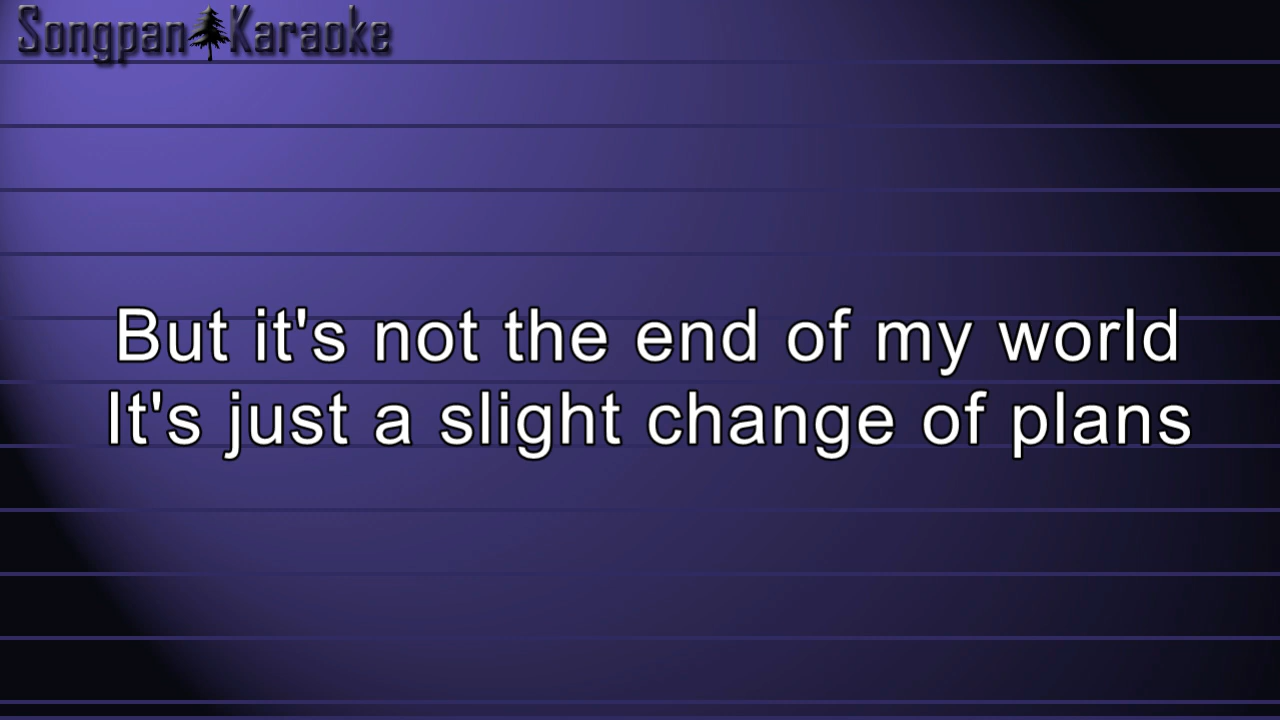 Songpan Karaoke
But it's not the end of my world
It's just a slight change of plans